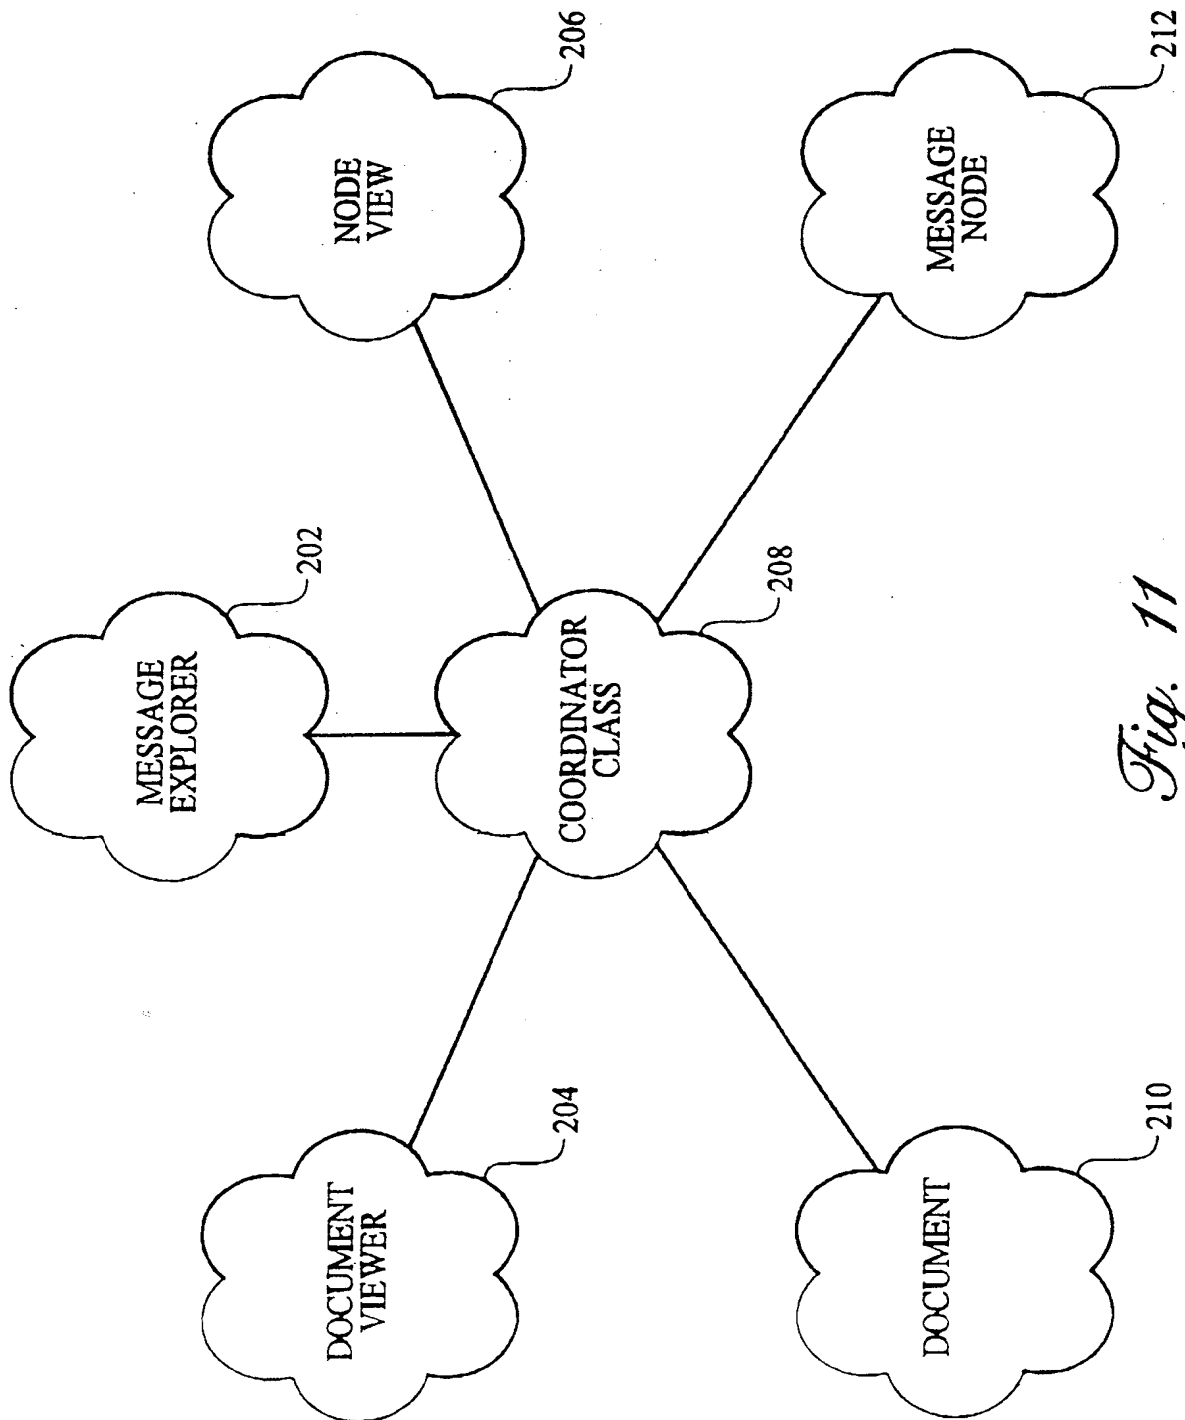 MESSAGE
EXPLORER
202
DOCUMENT
VIEWER
204
NODE
VIEW
206
COORDINATOR
CLASS
208
DOCUMENT
210
MESSAGE
NODE
212
Fig. 11